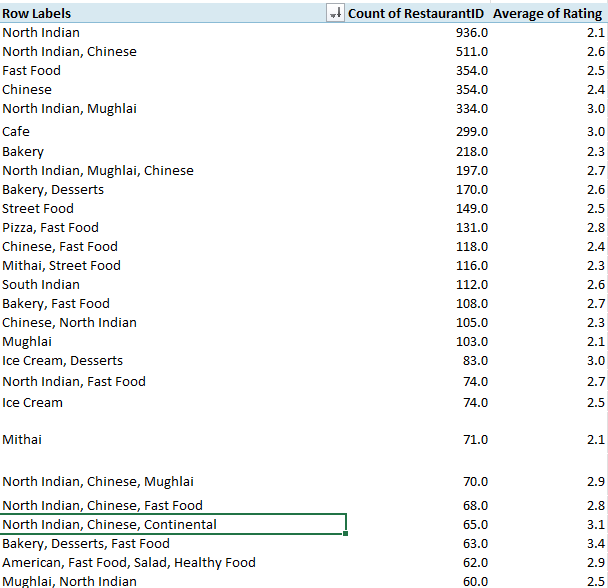 Row Labels Count of RestaurantID Average of Rating
North Indian 936.0 2.1
North Indian, Chinese 511.0 2.6
Fast Food 354.0 2.5
Chinese 354.0 2.4
North Indian, Mughlai 334.0 3.0
Cafe 299.0 3.0
Bakery 218.0 2.3
North Indian, Mughlai, Chinese 197.0 2.7
Bakery, Desserts 170.0 2.6
Street Food 149.0 2.5
Pizza, Fast Food 131.0 2.8
Chinese, Fast Food 118.0 2.4
Mithai, Street Food 116.0 2.3
South Indian 112.0 2.6
Bakery, Fast Food 108.0 2.7
Chinese, North Indian 105.0 2.3
Mughlai 103.0 2.1
Ice Cream, Desserts 83.0 3.0
North Indian, Fast Food 74.0 2.7
Ice Cream 74.0 2.5
Mithai 71.0 2.1
North Indian, Chinese, Mughlai 70.0 2.9
North Indian, Chinese, Fast Food 68.0 2.8
North Indian, Chinese, Continental 65.0 3.1
Bakery, Desserts, Fast Food 63.0 3.4
American, Fast Food, Salad, Healthy Food 62.0 2.9
Mughlai, North Indian 60.0 2.5